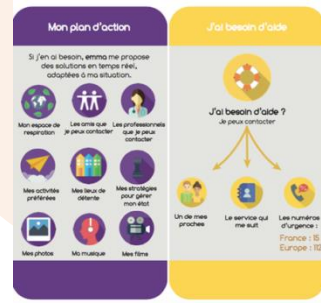 Mon plan d'action
Si j'en ai besoin, emma me propose
des solutions en temps réel,
adaptées à ma situation.
Mon espace de
respiration
Les amis que
je peux contacter
Les professionnels
que je peux
contacter
Mes activités
préférées
Mes lieux de
détente
Mes stratégies
pour gérer
mon état
Mes photos
Ma musique
Mes films
J'ai besoin d'aide
J'ai besoin d'aide ?
Je peux contacter
Un de mes
proches
Le service qui
me suit
Les numéros
d'urgence :
France : 15
Europe : 112